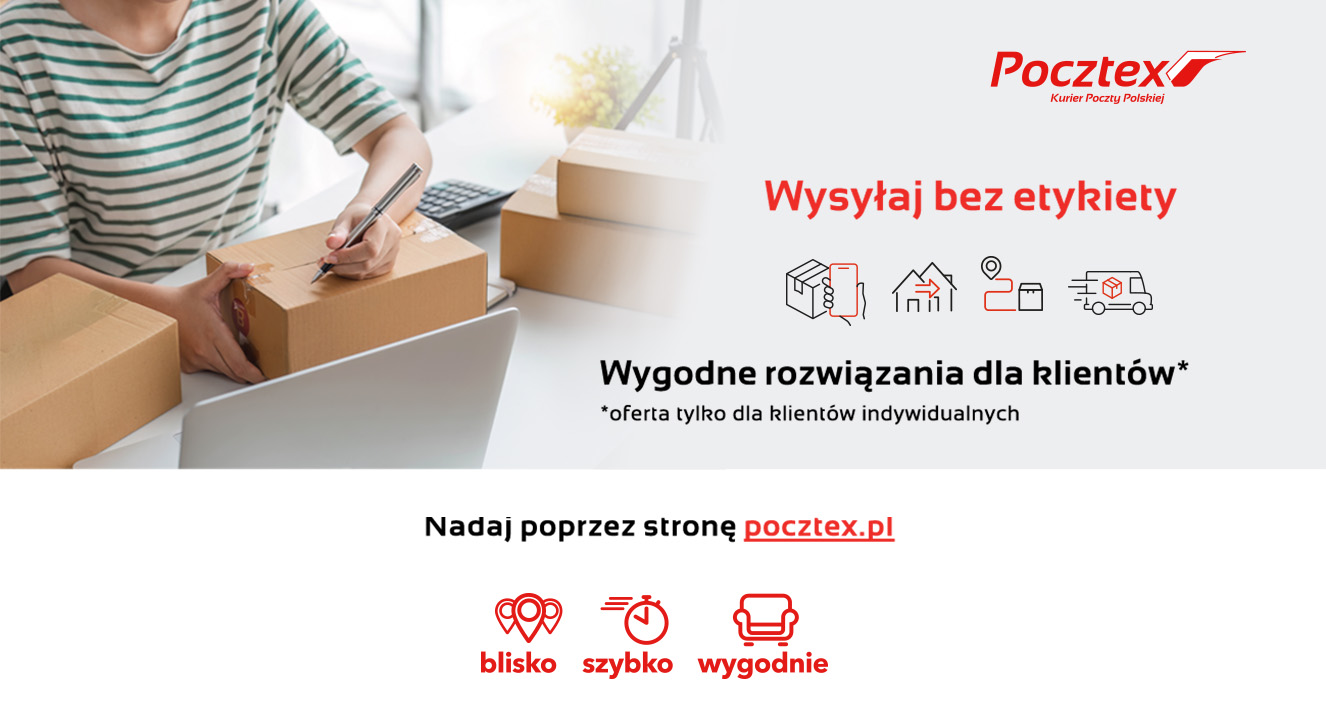 Pocztex
Kurier Poczty Polskiej
Wysyłaj bez etykiety
Wygodne rozwiązania dla klientów*
*oferta tylko dla klientów indywidualnych
Nadaj poprzez stronę pocztex.pl
blisko szybko wygodnie